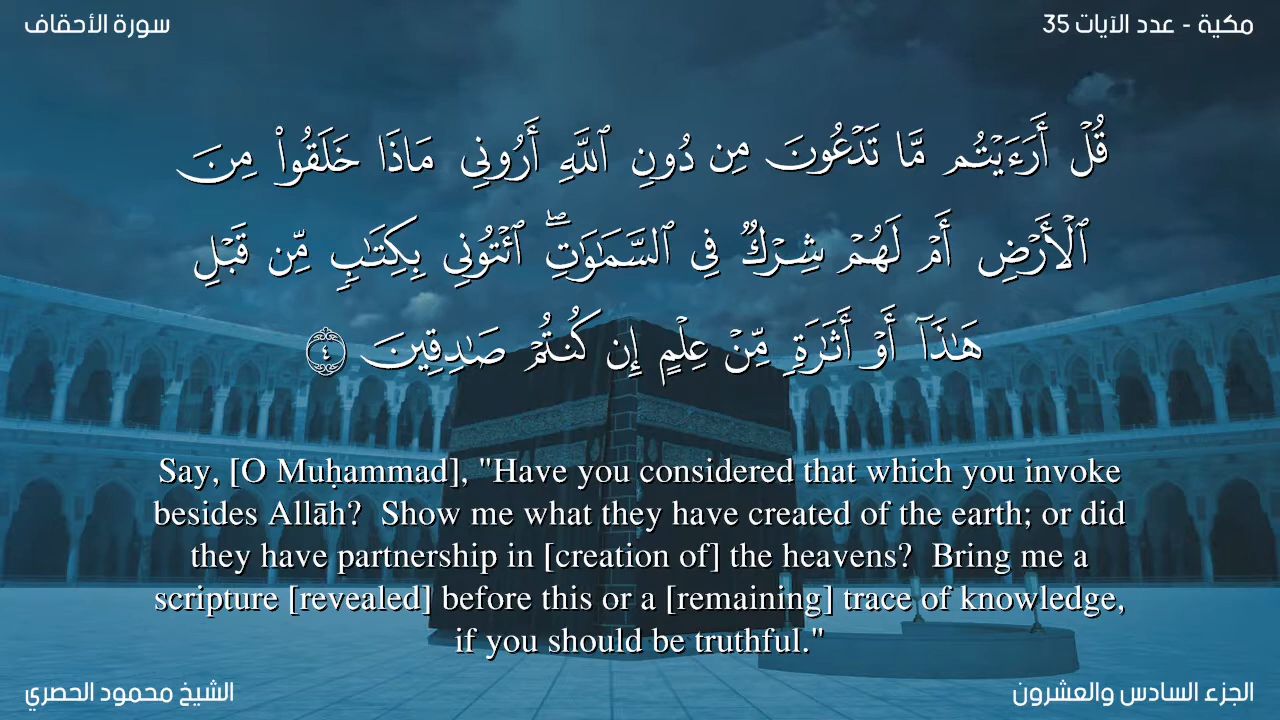 مكية - عدد الآيات 35
سورة الأحقاف
قُلْ أَرَءَيْتُم مَّا تَدْعُونَ مِن دُونِ ٱللَّهِ أَرُونِى مَاذَا خَلَقُوا۟ مِنَ
ٱلْأَرْضِ أَمْ لَهُمْ شِرْكٌ فِى ٱلسَّمَـٰوَٰتِ ۖ ٱئْتُونِى بِكِتَـٰبٍ مِّن قَبْلِ
هَـٰذَآ أَوْ أَثَـٰرَةٍ مِّنْ عِلْمٍ إِن كُنتُمْ صَـٰدِقِينَ ٤
Say, [O Muḥammad], "Have you considered that which you invoke
besides Allāh?  Show me what they have created of the earth; or did
they have partnership in [creation of] the heavens?  Bring me a
scripture [revealed] before this or a [remaining] trace of knowledge,
if you should be truthful."
الجزء السادس والعشرون
الشيخ محمود الحصري